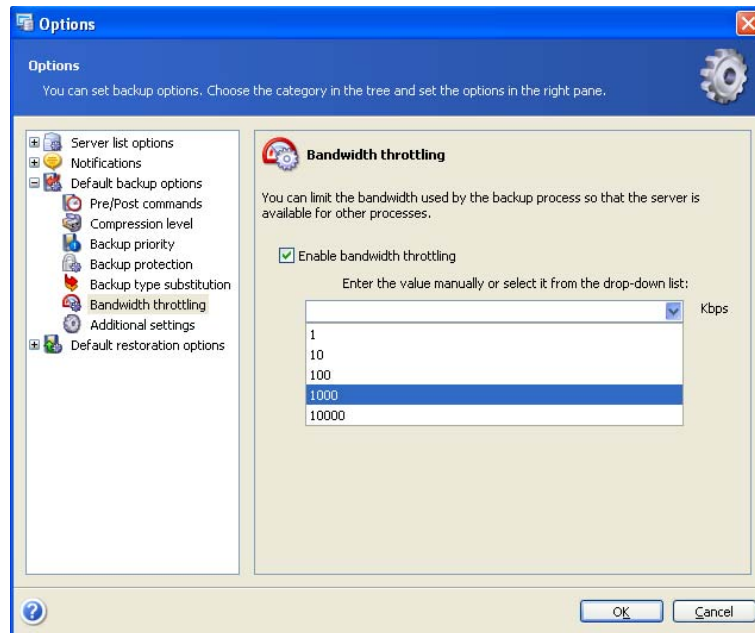 Options
Options
You can set backup options. Choose the category in the tree and set the options in the right pane.
Server list options
Notifications
Default backup options
Pre/Post commands
Compression level
Backup priority
Backup protection
Backup type substitution
Bandwidth throttling
Additional settings
Default restoration options
Bandwidth throttling
You can limit the bandwidth used by the backup process so that the server is
available for other processes.
Enable bandwidth throttling
Enter the value manually or select it from the drop-down list:
Kbps
1
10
100
1000
10000
OK
Cancel